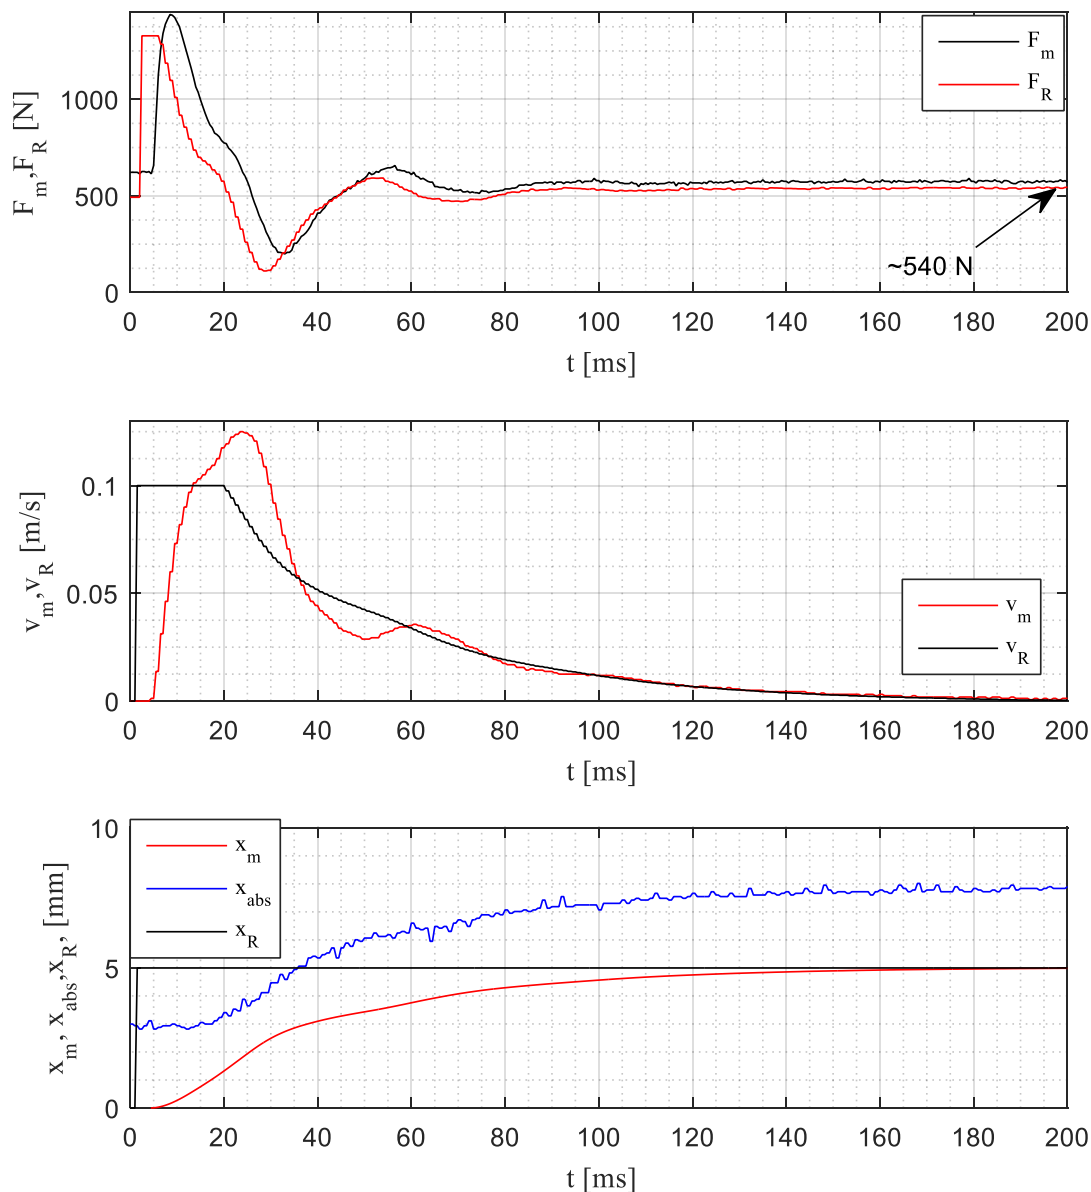 F_m,F_R [N]
1000
500
0
F_m
F_R
~540 N
0 20 40 60 80 100 120 140 160 180 200
t [ms]
v_m,v_R [m/s]
0.1
0.05
0
v_m
v_R
0 20 40 60 80 100 120 140 160 180 200
t [ms]
x_m, x_abs,x_R, [mm]
10
5
0
x_m
x_abs
x_R
0 20 40 60 80 100 120 140 160 180 200
t [ms]